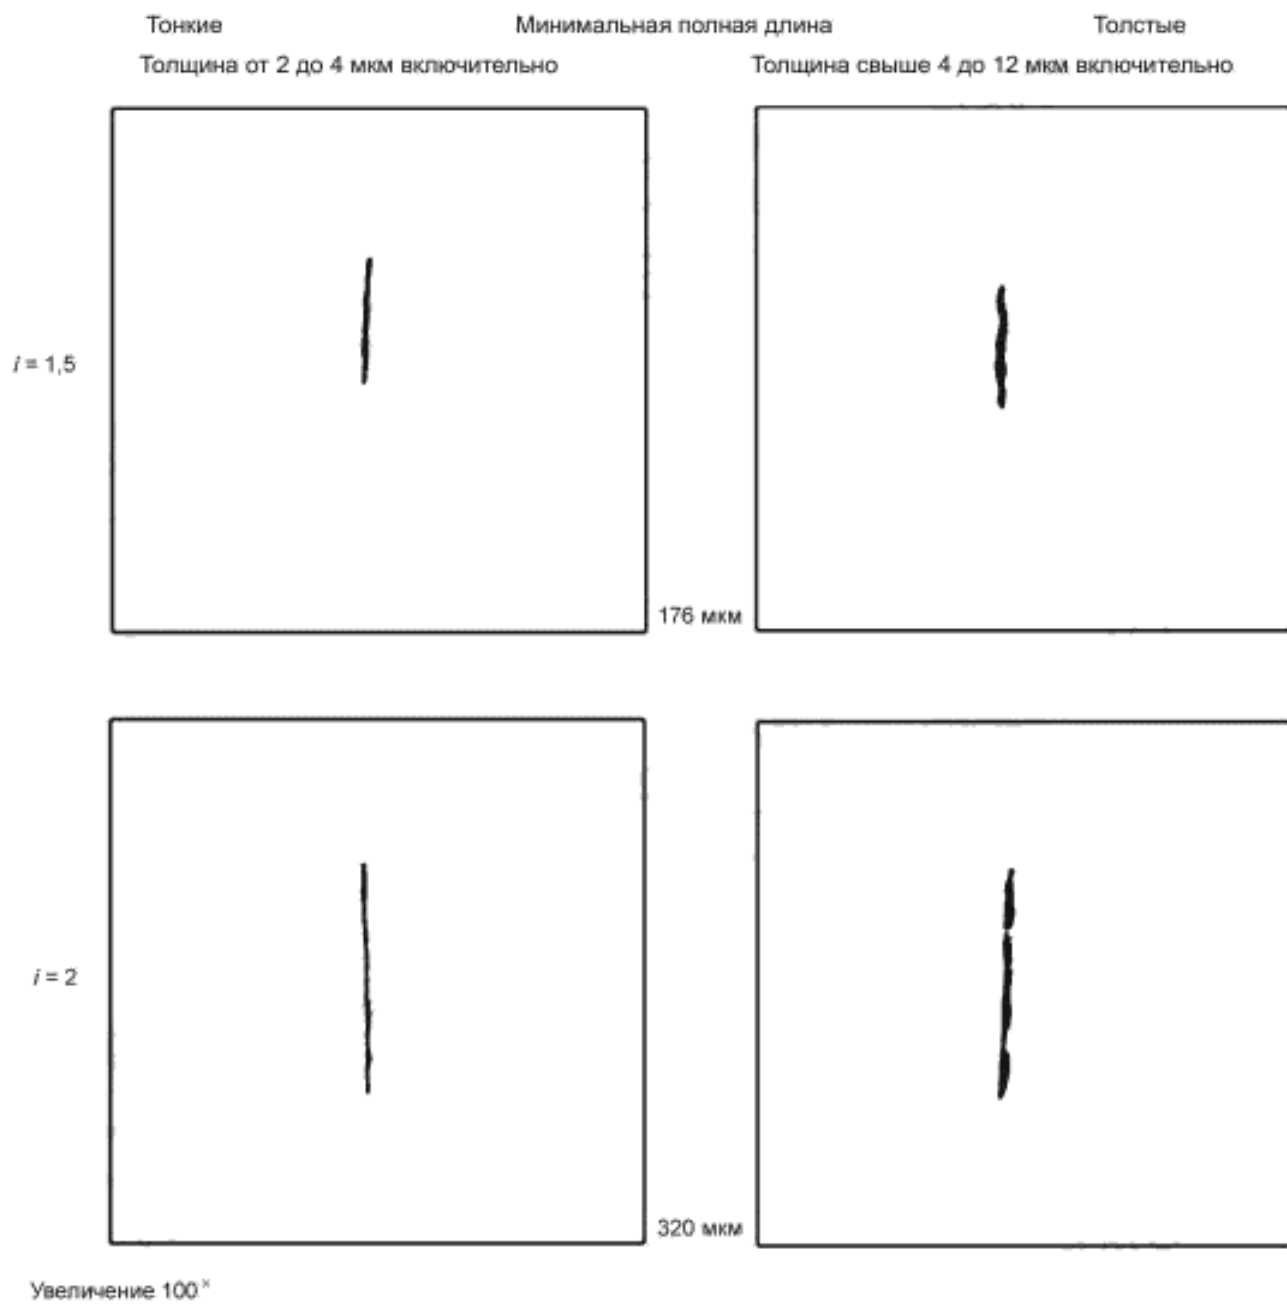 Тонкие Минимальная полная длина Толстые
Толщина от 2 до 4 мкм включительно Толщина свыше 4 до 12 мкм включительно
i = 1,5
176 мкм
i = 2
320 мкм
Увеличение 100ˣ